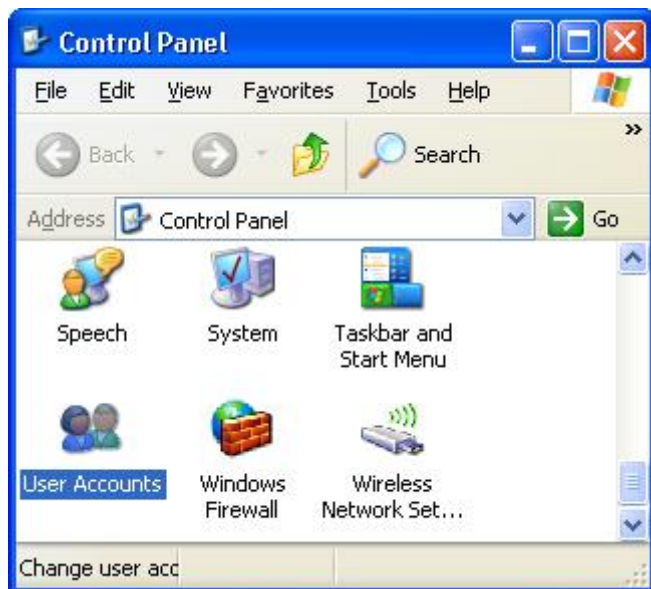 Control Panel
File Edit View Favorites Tools Help
Back Search »
Address Control Panel Go
Speech System Taskbar and
Start Menu
User Accounts Windows
Firewall Wireless
Network Set...
Change user acc